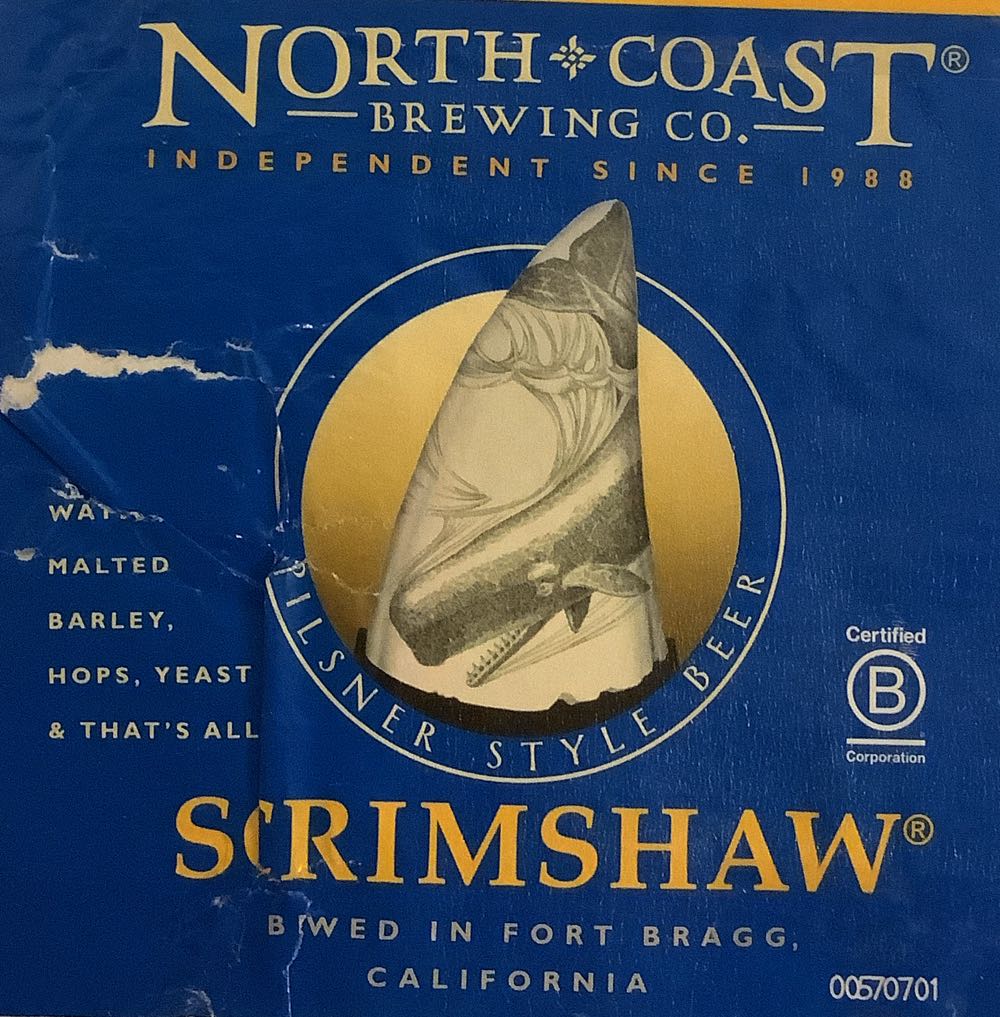 NORTH COAST®
BREWING CO.
INDEPENDENT SINCE 1988
MALTED
BARLEY,
HOPS, YEAST
& THAT'S ALL
PILSNER STYLE BEER
Certified
B
Corporation
SCRIMSHAW®
IN FORT BRAGG,
CALIFORNIA
00570701